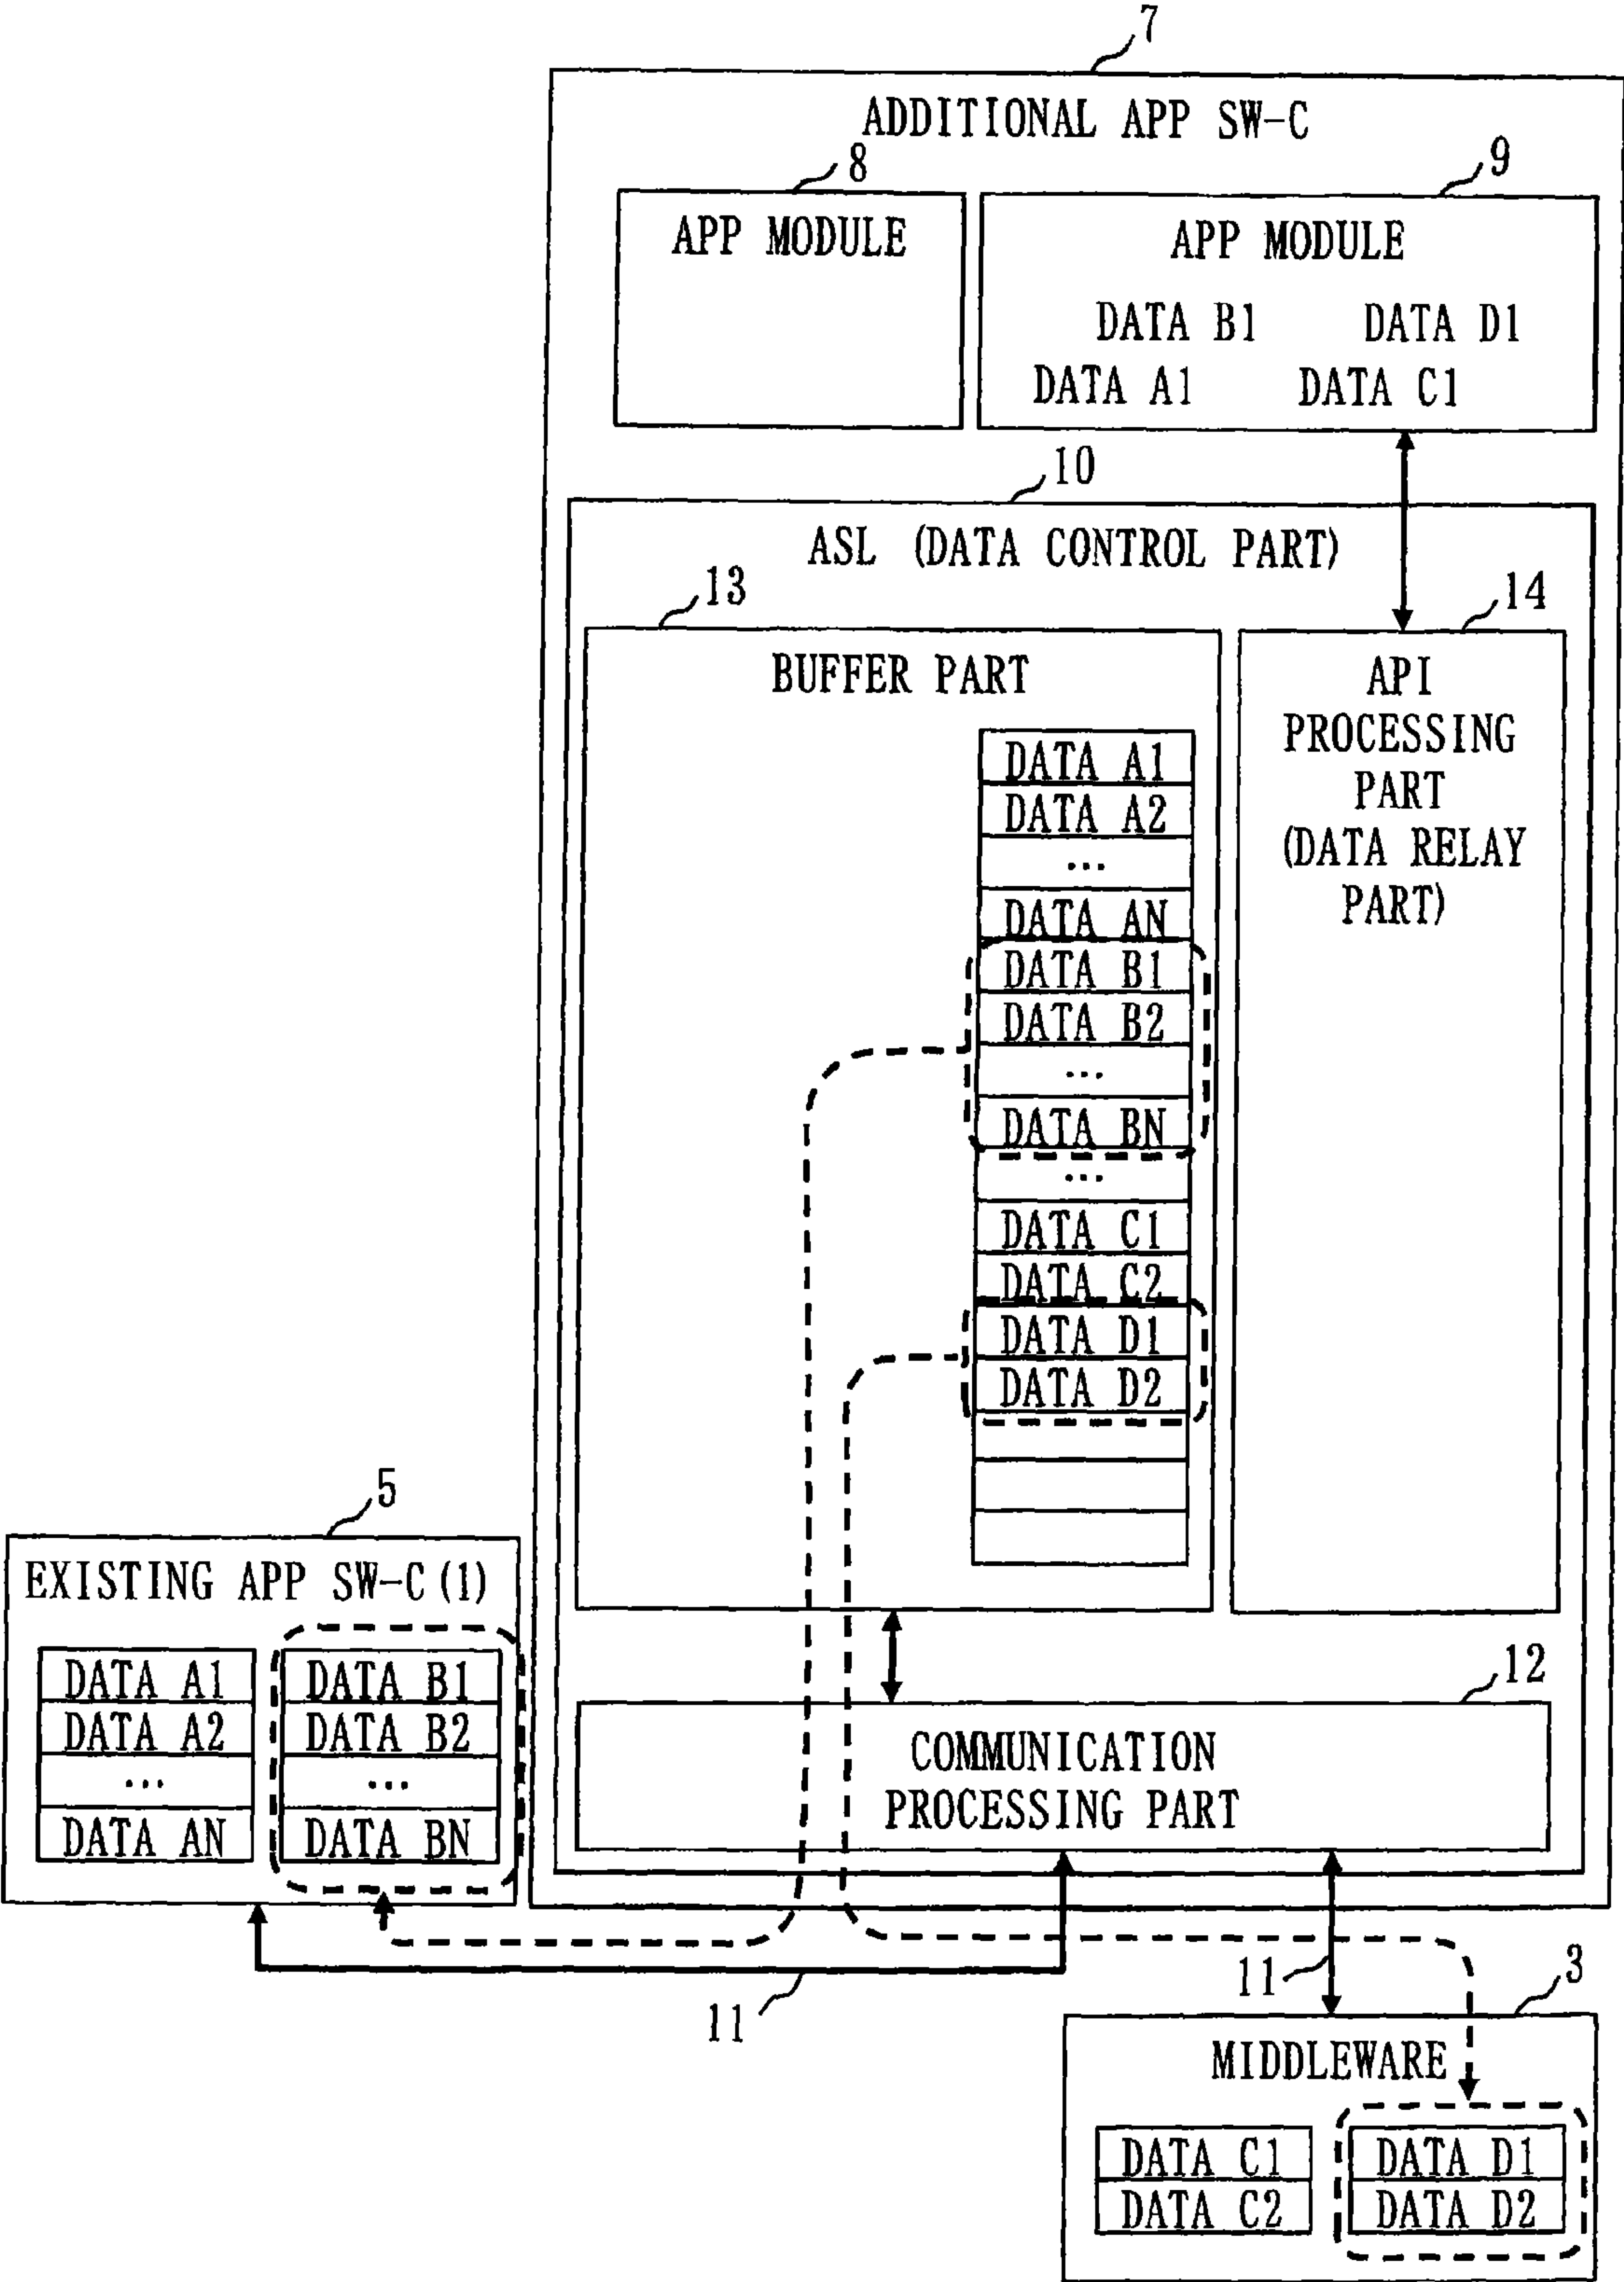 7
ADDITIONAL APP SW-C
8
9
APP MODULE
APP MODULE
DATA B1 DATA D1
DATA A1 DATA C1
10
ASL (DATA CONTROL PART)
13
14
BUFFER PART
API
PROCESSING
PART
(DATA RELAY
PART)
DATA A1
DATA A2
...
DATA AN
DATA B1
DATA B2
...
DATA BN
...
DATA C1
DATA C2
DATA D1
DATA D2
5
EXISTING APP SW-C(1)
DATA A1 DATA B1
DATA A2 DATA B2
... ...
DATA AN DATA BN
12
COMMUNICATION
PROCESSING PART
11
11
3
MIDDLEWARE
DATA C1 DATA D1
DATA C2 DATA D2